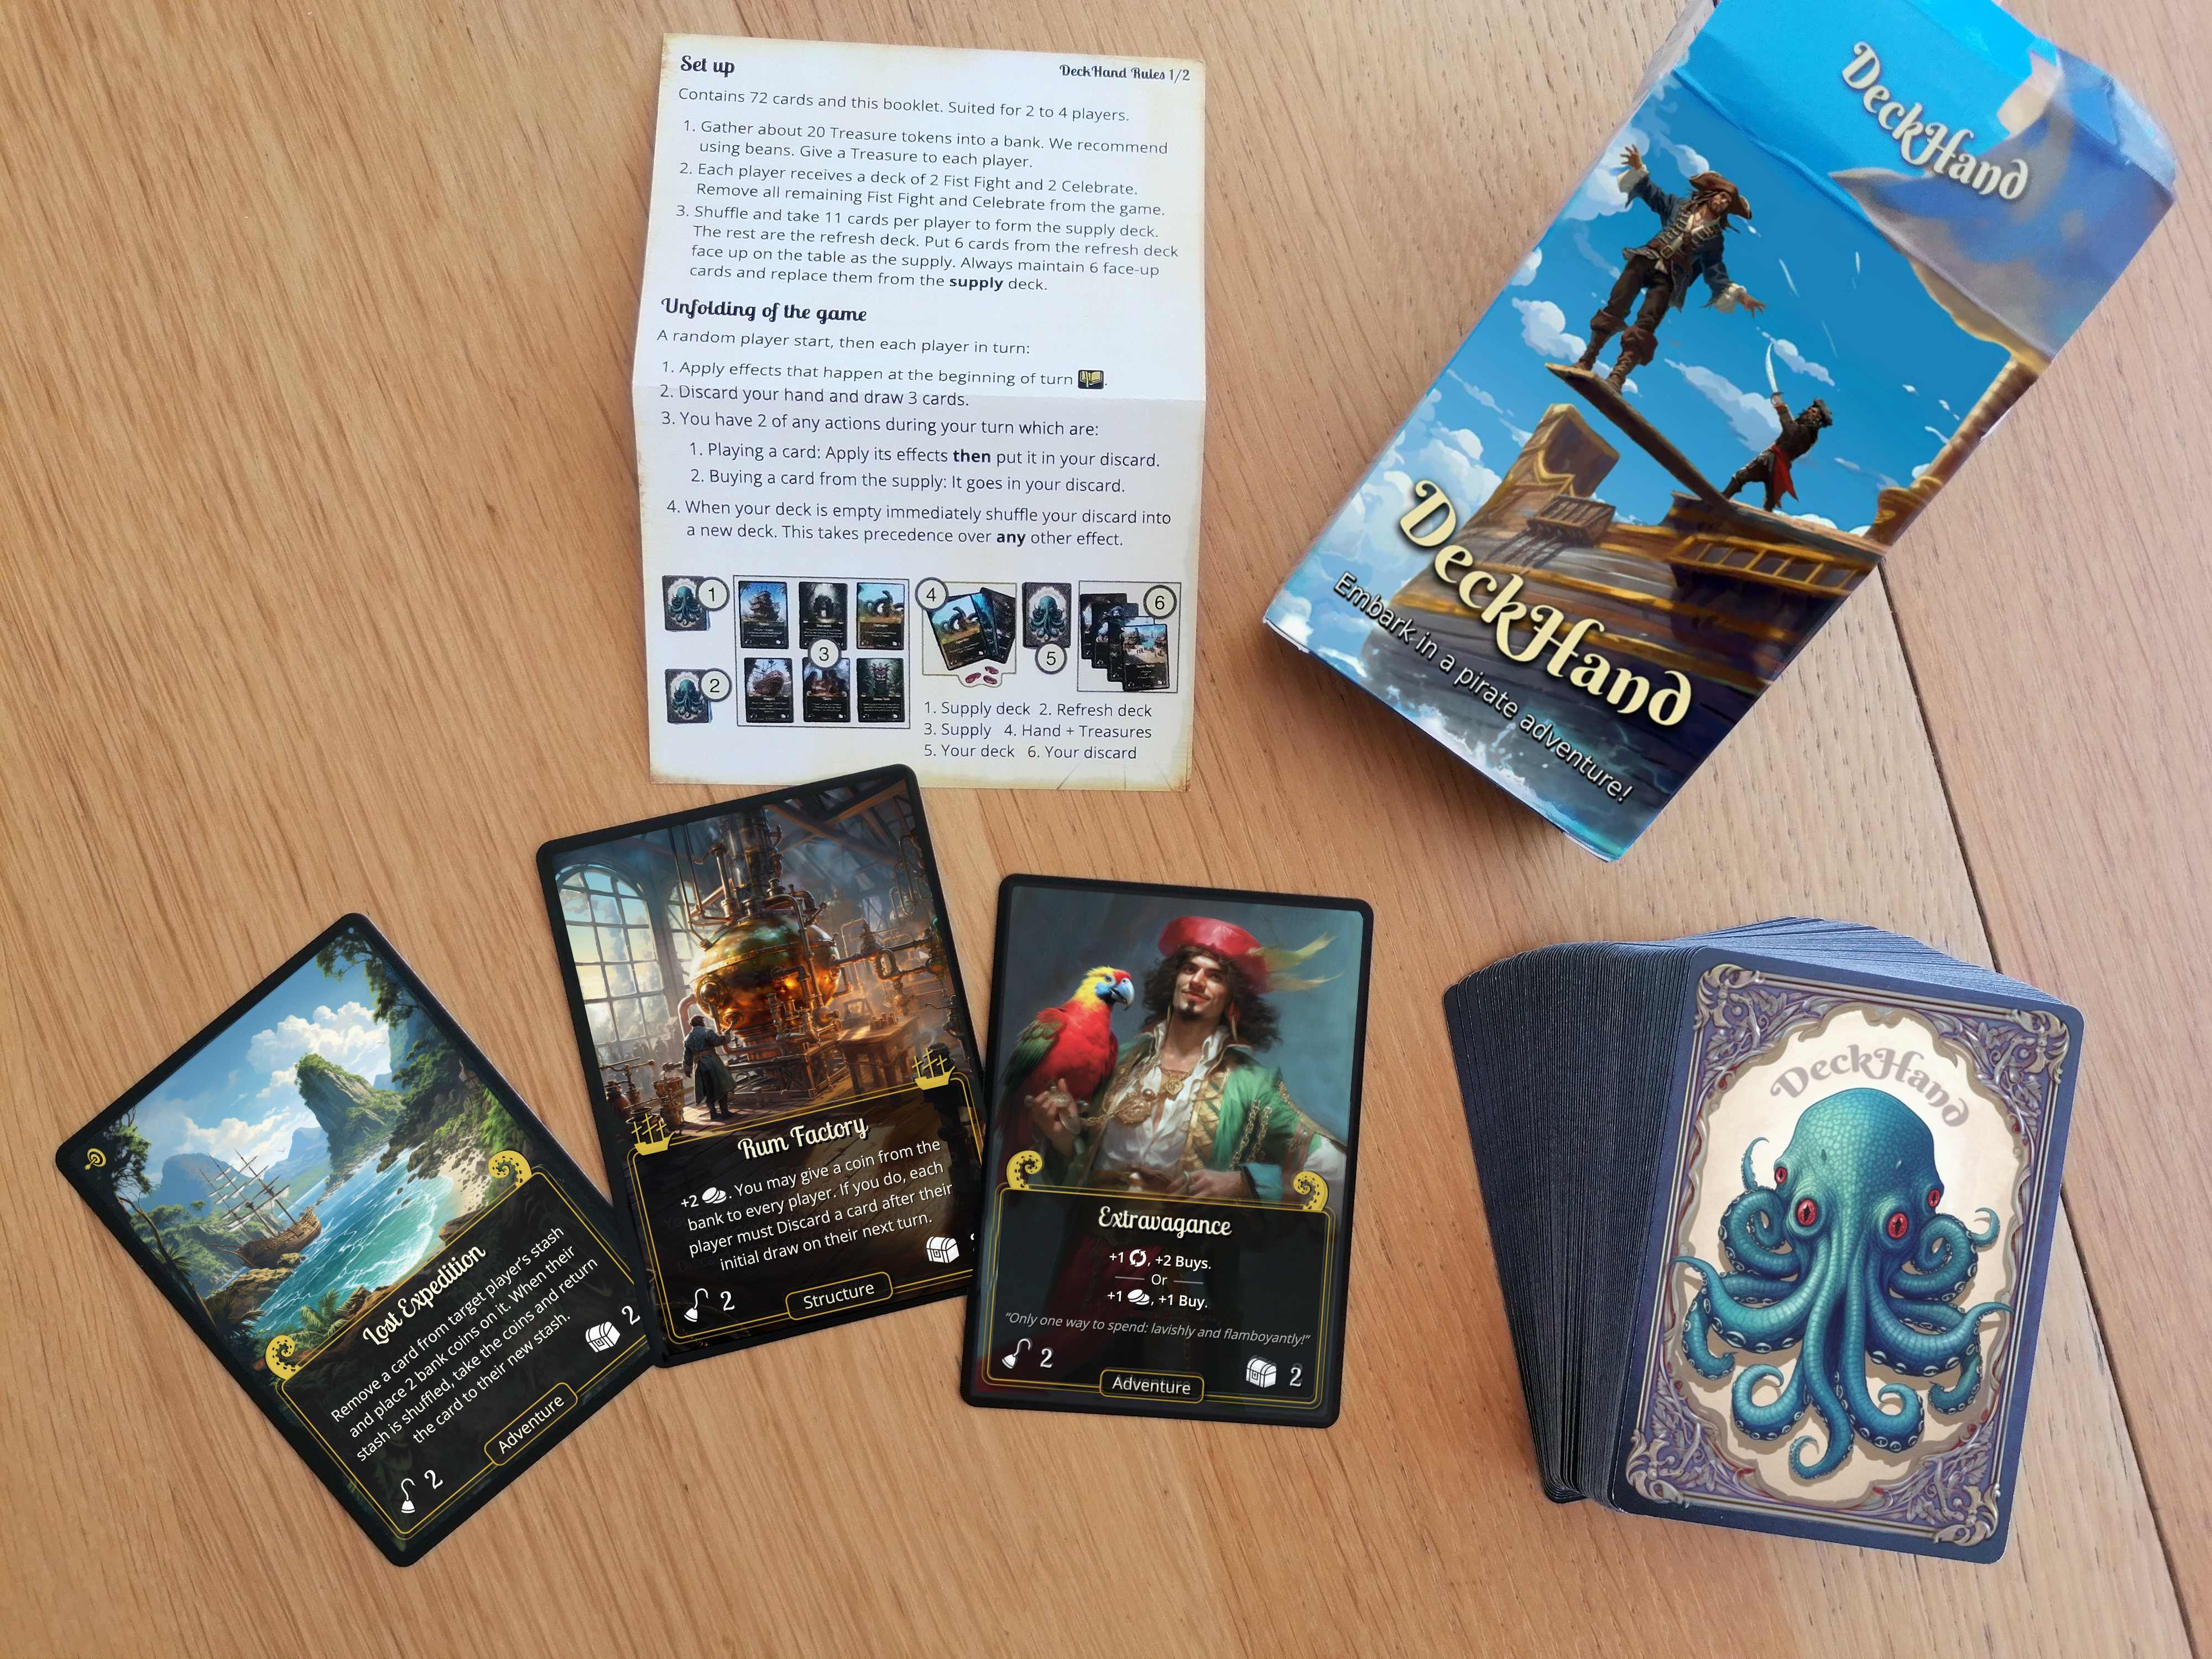 Set up
DeckHand Rules 1/2
Contains 72 cards and this booklet. Suited for 2 to 4 players.
1. Gather about 20 Treasure tokens into a bank. We recommend
using beans. Give a Treasure to each player.
2. Each player receives a deck of 2 Fist Fight and 2 Celebrate.
Remove all remaining Fist Fight and Celebrate from the game.
3. Shuffle and take 11 cards per player to form the supply deck.
The rest are the refresh deck. Put 6 cards from the refresh deck
face up on the table as the supply. Always maintain 6 face-up
cards and replace them from the supply deck.
Unfolding of the game
A random player start, then each player in turn:
1. Apply effects that happen at the beginning of turn .
2. Discard your hand and draw 3 cards.
3. You have 2 of any actions during your turn which are:
1. Playing a card: Apply its effects then put it in your discard.
2. Buying a card from the supply: It goes in your discard.
4. When your deck is empty immediately shuffle your discard into
a new deck. This takes precedence over any other effect.
1
2
3
4
5
6
1. Supply deck 2. Refresh deck
3. Supply 4. Hand + Treasures
5. Your deck 6. Your discard
DeckHand
DeckHand
Embark in a pirate adventure!
Lost Expedition
Remove a card from target player's stash
and place 2 bank coins on it. When their
stash is shuffled, take the coins and return
the card to their new stash.
2
2
Adventure
Rum Factory
+2 . You may give a coin from the
bank to every player. If you do, each
player must Discard a card after their
initial draw on their next turn.
2
Structure
Extravagance
+1 , +2 Buys.
Or
+1 , +1 Buy.
"Only one way to spend: lavishly and flamboyantly!"
2
2
Adventure
DeckHand